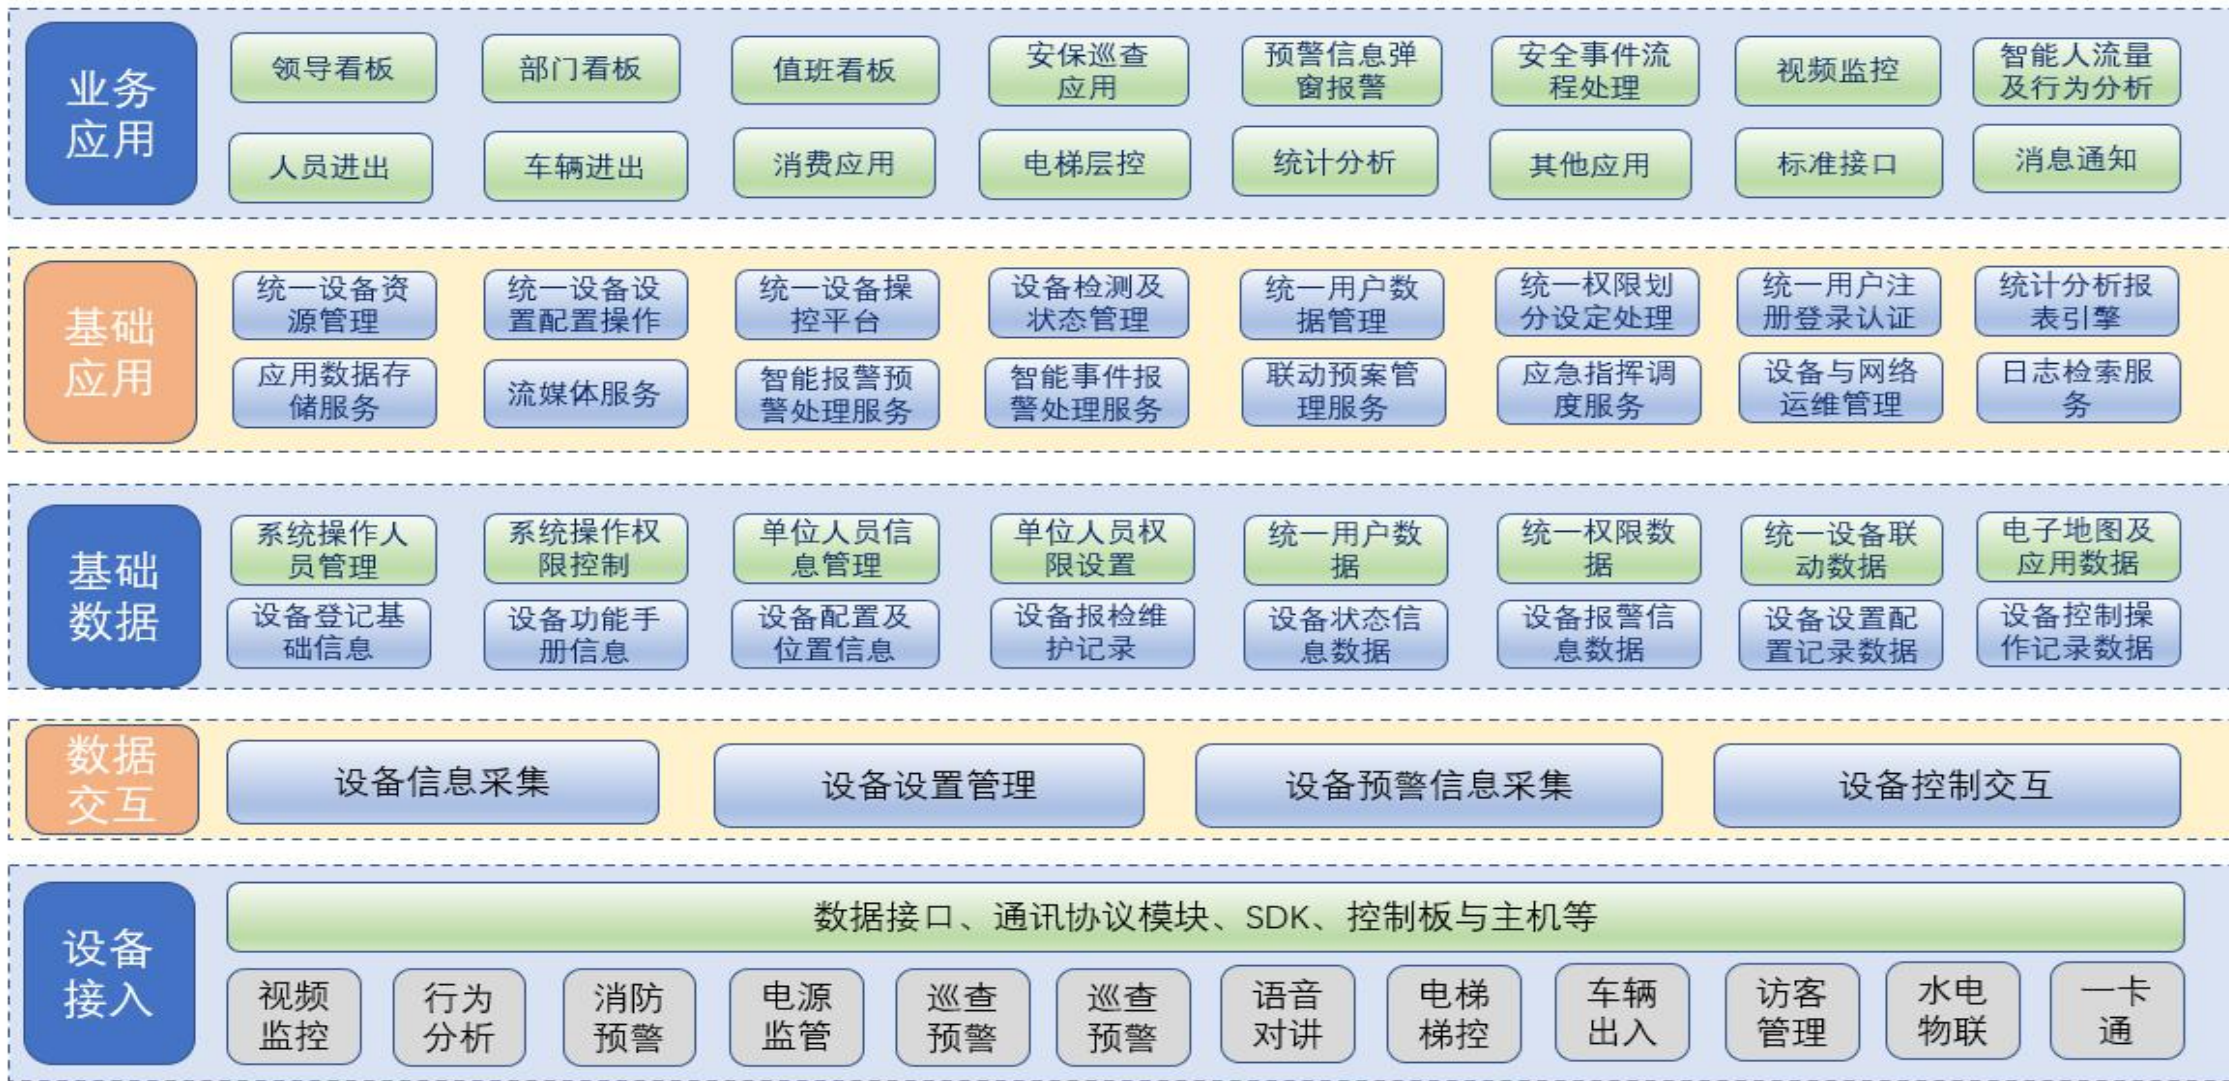 业务
应用
领导看板
部门看板
值班看板
安保巡查
应用
预警信息弹
窗报警
安全事件流
程处理
视频监控
智能人流量
及行为分析
人员进出
车辆进出
消费应用
电梯层控
统计分析
其他应用
标准接口
消息通知
基础
应用
统一设备资
源管理
统一设备设
置配置操作
统一设备操
控平台
设备检测及
状态管理
统一用户数
据管理
统一权限划
分设定处理
统一用户注
册登录认证
统计分析报
表引擎
应用数据存
储服务
流媒体服务
智能报警预
警处理服务
智能事件报
警处理服务
联动预案管
理服务
应急指挥调
度服务
设备与网络
运维管理
日志检索服
务
基础
数据
系统操作人
员管理
系统操作权
限控制
单位人员信
息管理
单位人员权
限设置
统一用户数
据
统一权限数
据
统一设备联
动数据
电子地图及
应用数据
设备登记基
础信息
设备功能手
册信息
设备配置及
位置信息
设备报检维
护记录
设备状态信
息数据
设备报警信
息数据
设备设置配
置记录数据
设备控制操
作记录数据
数据
交互
设备信息采集
设备设置管理
设备预警信息采集
设备控制交互
设备
接入
数据接口、通讯协议模块、SDK、控制板与主机等
视频
监控
行为
分析
消防
预警
电源
监管
巡查
预警
巡查
预警
语音
对讲
电梯
梯控
车辆
出入
访客
管理
水电
物联
一卡
通